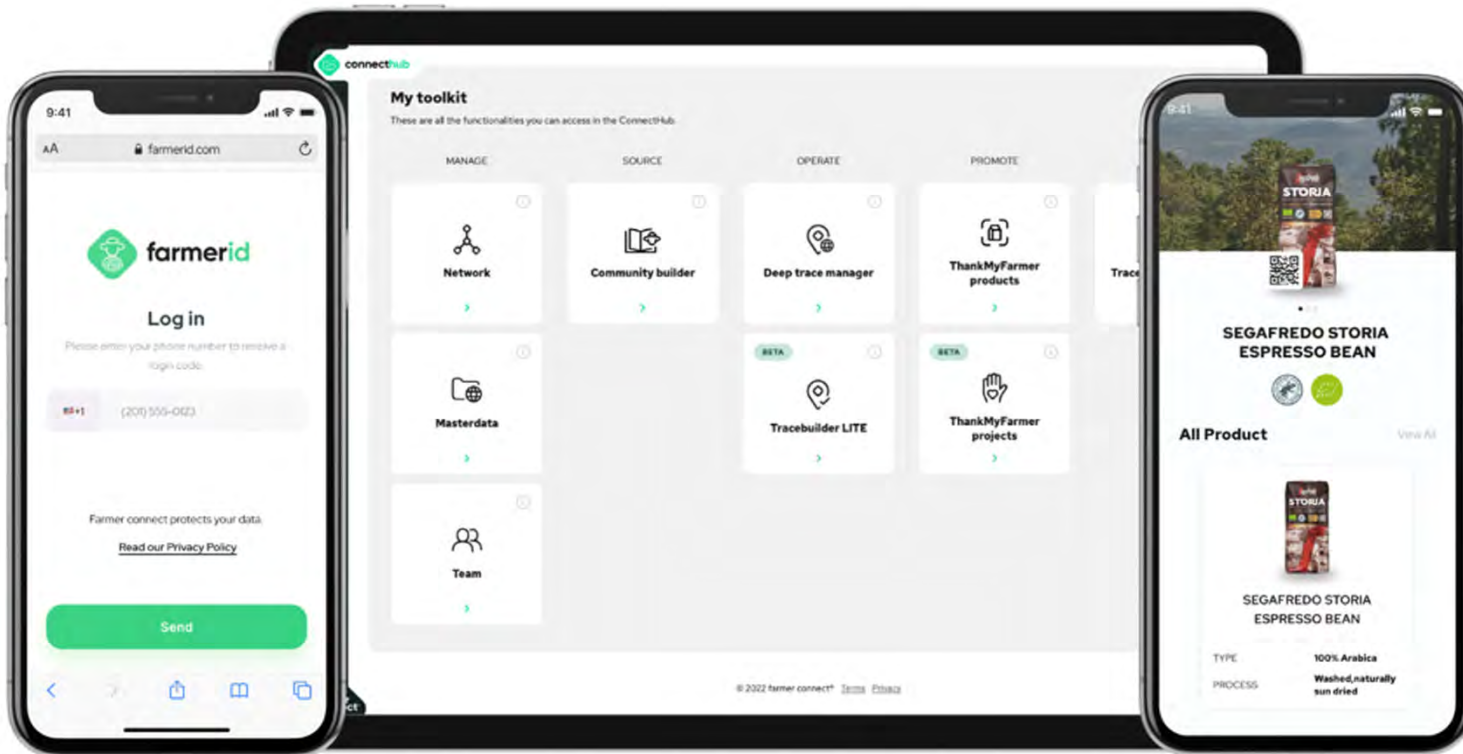 9:41
AA
farmerid.com
farmerid
Log in
Please enter your phone number to receive a
login code.
+1
(201) 555-0123
Farmer connect protects your data.
Read our Privacy Policy
Send
connecthub
My toolkit
These are all the functionalities you can access in the ConnectHub.
MANAGE
SOURCE
OPERATE
PROMOTE
Network
Community builder
Deep trace manager
ThankMyFarmer
products
Trace
BETA
BETA
Masterdata
Tracebuilder LITE
ThankMyFarmer
projects
Team
© 2022 farmer connect®
Terms
Privacy
ct
9:41
STORIA
SEGAFREDO STORIA
ESPRESSO BEAN
All Product
View All
STORIA
SEGAFREDO STORIA
ESPRESSO BEAN
TYPE
100% Arabica
PROCESS
Washed,naturally
sun dried